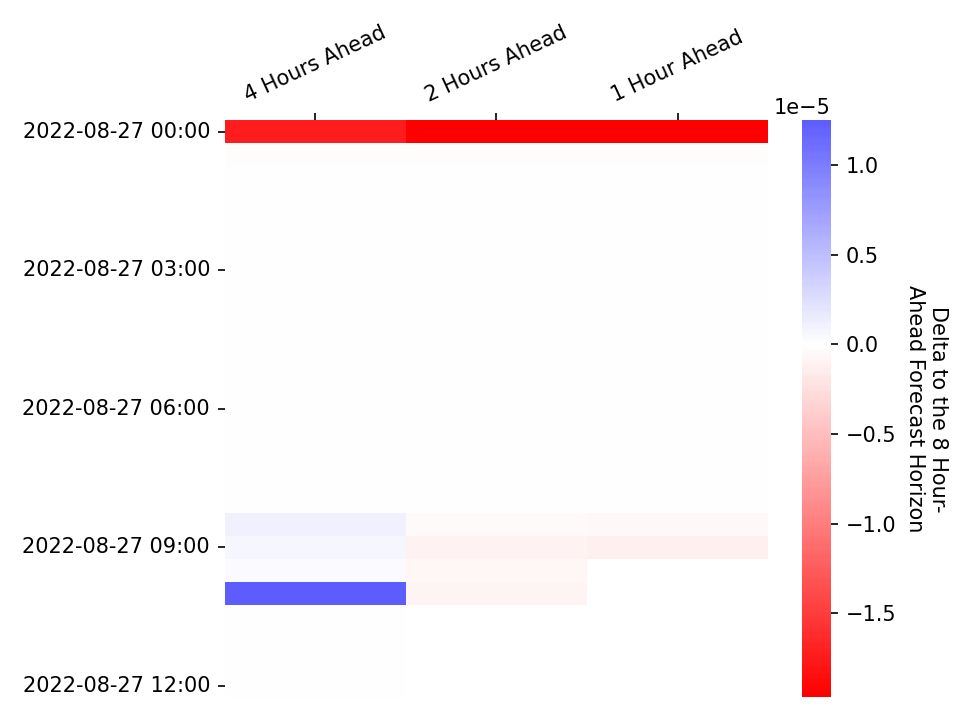 4 Hours Ahead
2 Hours Ahead
1 Hour Ahead
1e−5
2022-08-27 00:00
2022-08-27 03:00
2022-08-27 06:00
2022-08-27 09:00
2022-08-27 12:00
1.0
0.5
0.0
−0.5
−1.0
−1.5
Delta to the 8 Hour-
Ahead Forecast Horizon